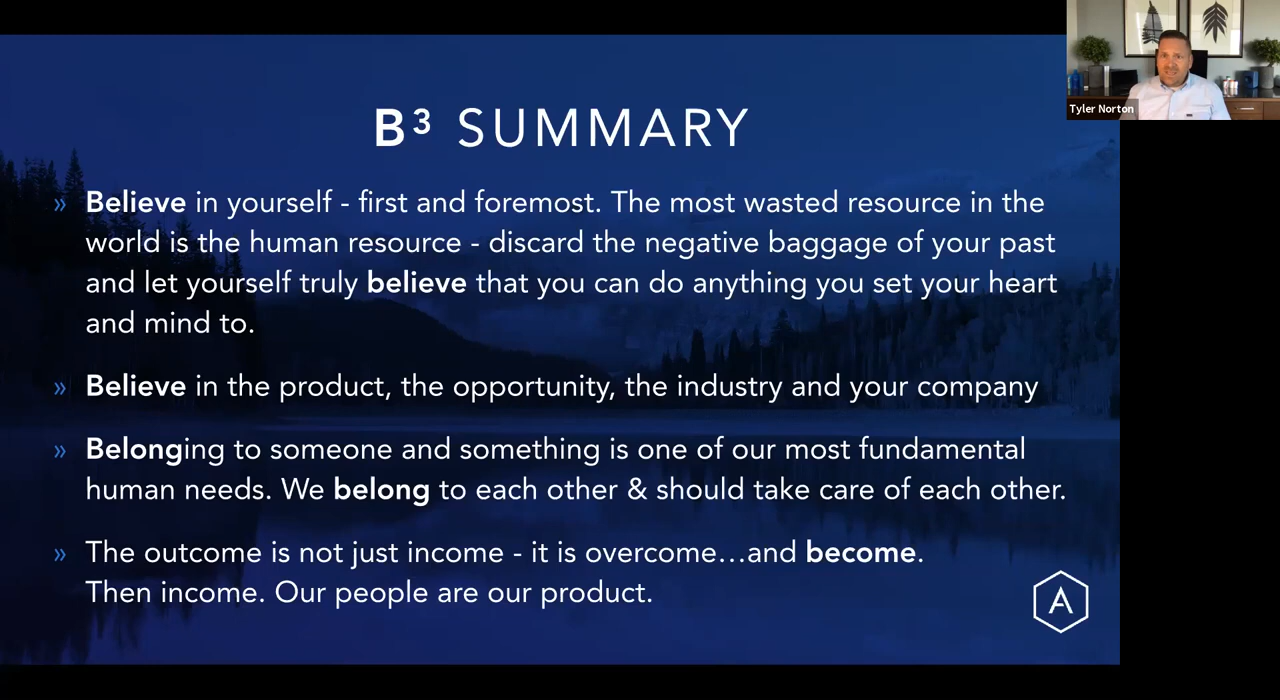 Tyler Norton
B³ SUMMARY
» Believe in yourself - first and foremost. The most wasted resource in the
world is the human resource - discard the negative baggage of your past
and let yourself truly believe that you can do anything you set your heart
and mind to.
» Believe in the product, the opportunity, the industry and your company
» Belonging to someone and something is one of our most fundamental
human needs. We belong to each other & should take care of each other.
» The outcome is not just income - it is overcome…and become.
Then income. Our people are our product.
A